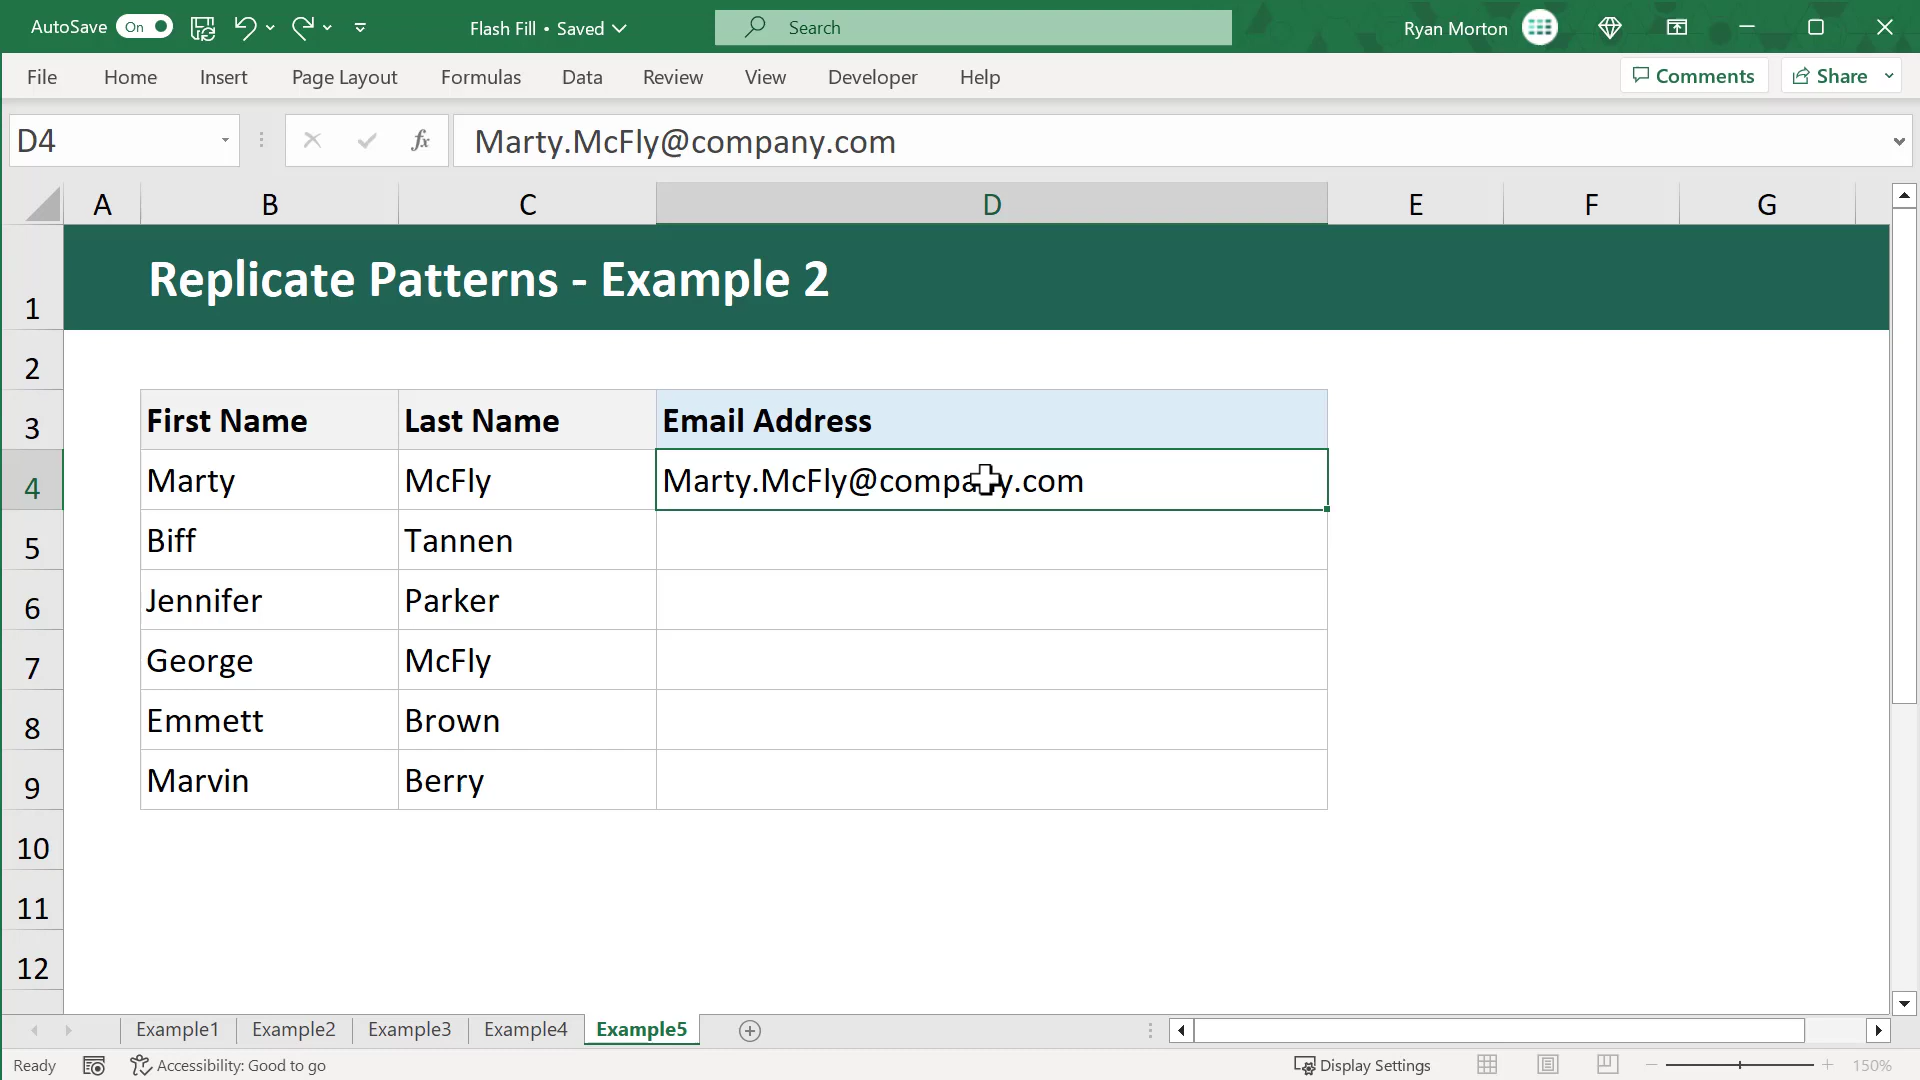 AutoSave On Flash Fill • Saved Search Ryan Morton
File Home Insert Page Layout Formulas Data Review View Developer Help Comments Share
D4 fx Marty.McFly@company.com
A B C D E F G
1 Replicate Patterns - Example 2
2
3 First Name Last Name Email Address
4 Marty McFly Marty.McFly@company.com
5 Biff Tannen
6 Jennifer Parker
7 George McFly
8 Emmett Brown
9 Marvin Berry
10
11
12
Example1 Example2 Example3 Example4 Example5
Ready Accessibility: Good to go Display Settings 150%